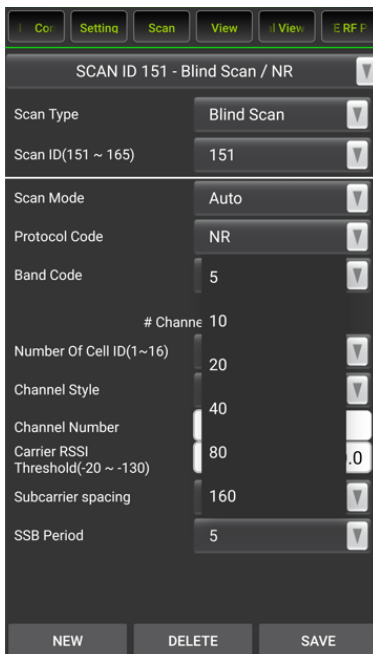 Cor Setting Scan View l View E RF P
SCAN ID 151 - Blind Scan / NR
Scan Type Blind Scan
Scan ID(151 ~ 165) 151
Scan Mode Auto
Protocol Code NR
Band Code 5
# Channe 10
20
Number Of Cell ID(1~16)
Channel Style 40
Channel Number
Carrier RSSI
Threshold(-20 ~ -130) 80 .0
Subcarrier spacing 160
SSB Period 5
NEW DELETE SAVE